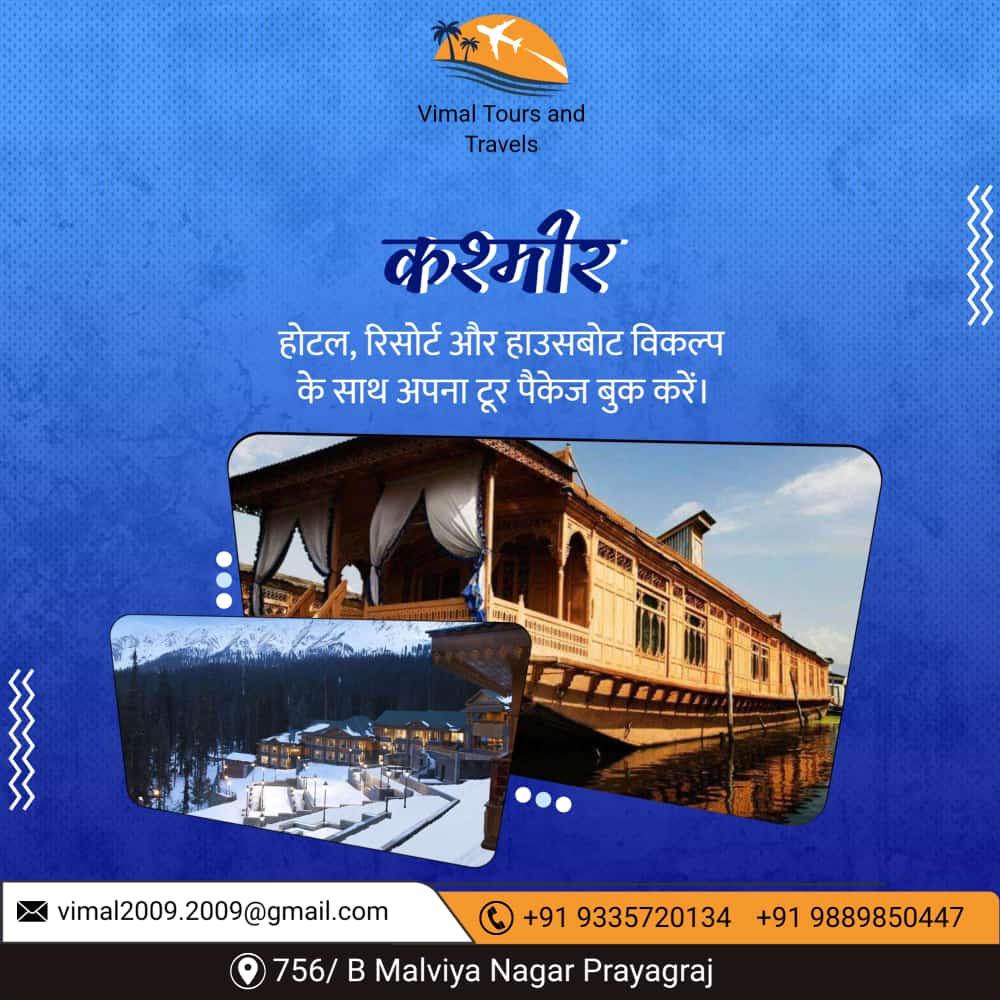 Vimal Tours and
Travels
कश्मीर
होटल, रिसोर्ट और हाउसबोट विकल्प
के साथ अपना टूर पैकेज बुक करें।
vimal2009.2009@gmail.com
+91 9335720134 +91 9889850447
756/ B Malviya Nagar Prayagraj